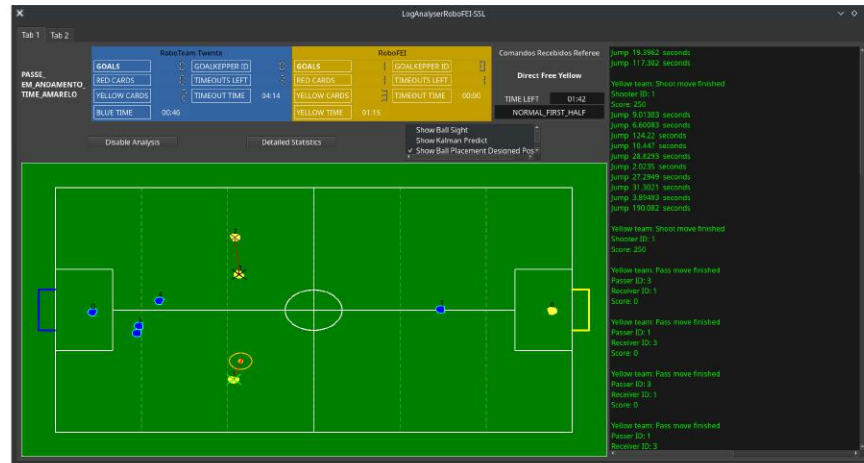 LogAnalyserRoboFEI-SSL
Tab 1
Tab 2
PASSE_
EM_ANDAMENTO_
TIME_AMARELO
RoboTeam Twente
GOALS
GOALKEPPER ID
RED CARDS
TIMEOUTS LEFT
YELLOW CARDS
TIMEOUT TIME
04:14
BLUE TIME
00:46
RoboFEI
GOALS
GOALKEPPER ID
RED CARDS
TIMEOUTS LEFT
YELLOW CARDS
TIMEOUT TIME
00:00
YELLOW TIME
01:15
Comandos Recebidos Referee
Direct Free Yellow
TIME LEFT
01:42
NORMAL_FIRST_HALF
Disable Analysis
Detailed Statistics
Show Ball Sight
Show Kalman Predict
✓ Show Ball Placement Designed Pos
Jump 19.3962 seconds
Jump 117.302 seconds
Yellow team: Shoot move finished
Shooter ID: 1
Score: 250
Jump 9.01303 seconds
Jump 6.60083 seconds
Jump 124.22 seconds
Jump 10.447 seconds
Jump 28.6293 seconds
Jump 2.0235 seconds
Jump 27.2949 seconds
Jump 31.3021 seconds
Jump 3.89493 seconds
Jump 190.082 seconds
Yellow team: Shoot move finished
Shooter ID: 1
Score: 250
Yellow team: Pass move finished
Passer ID: 3
Receiver ID: 1
Score: 0
Yellow team: Pass move finished
Passer ID: 1
Receiver ID: 3
Score: 0
Yellow team: Pass move finished
Passer ID: 3
Receiver ID: 1
Score: 0
Yellow team: Pass move finished
Passer ID: 1
Receiver ID: 3